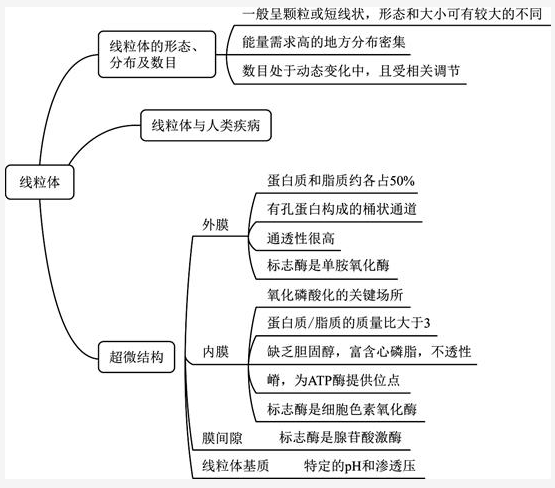 一般呈颗粒或短线状，形态和大小可有较大的不同
线粒体的形态、
分布及数目
能量需求高的地方分布密集
数目处于动态变化中，且受相关调节
线粒体与人类疾病
线粒体
蛋白质和脂质约各占50%
有孔蛋白构成的桶状通道
外膜
通透性很高
标志酶是单胺氧化酶
氧化磷酸化的关键场所
蛋白质/脂质的质量比大于3
超微结构
内膜
缺乏胆固醇，富含心磷脂，不透性
嵴，为ATP酶提供位点
标志酶是细胞色素氧化酶
膜间隙 标志酶是腺苷酸激酶
线粒体基质 特定的pH和渗透压